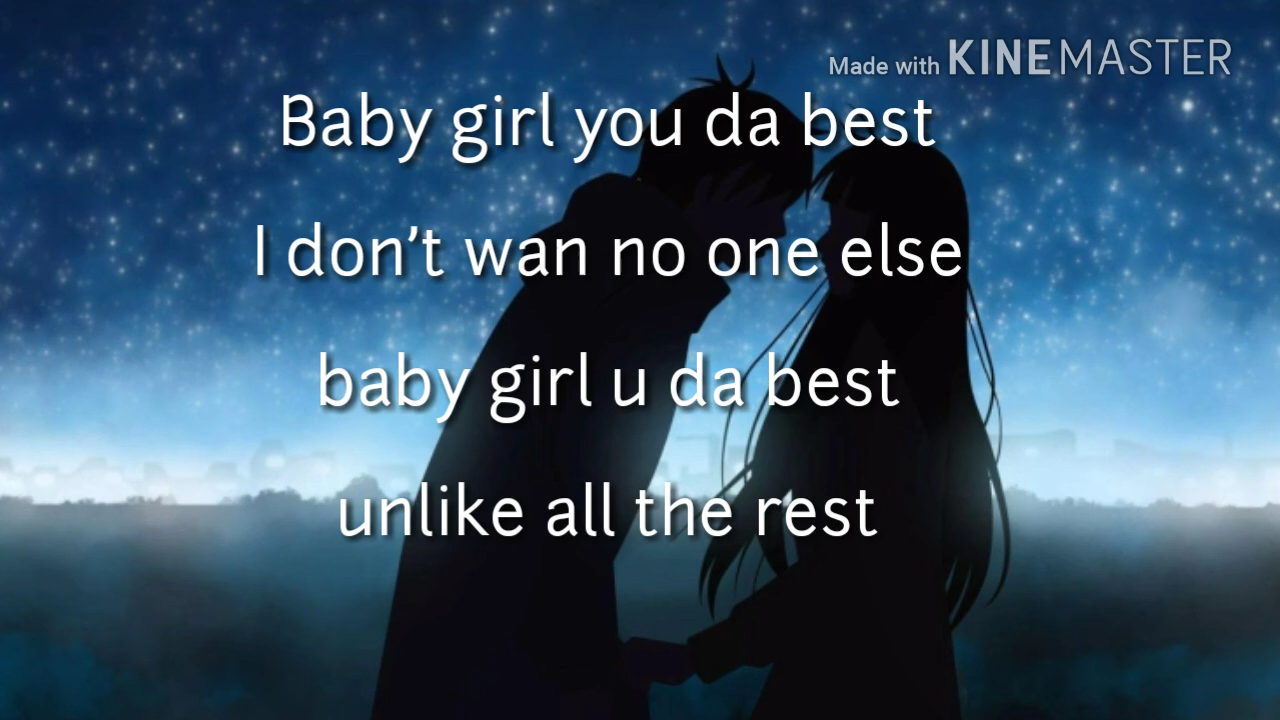 Made with KINEMASTER
Baby girl you da best
I don't wan no one else
baby girl u da best
unlike all the rest